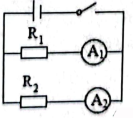 R₁ A₁
R₂ A₂